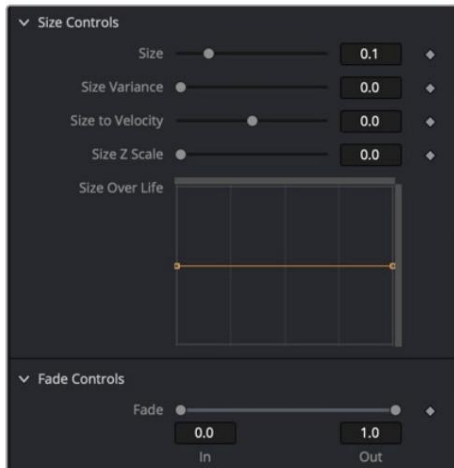 Size Controls
Size 0.1
Size Variance 0.0
Size to Velocity 0.0
Size Z Scale 0.0
Size Over Life
Fade Controls
Fade
0.0 1.0
In Out